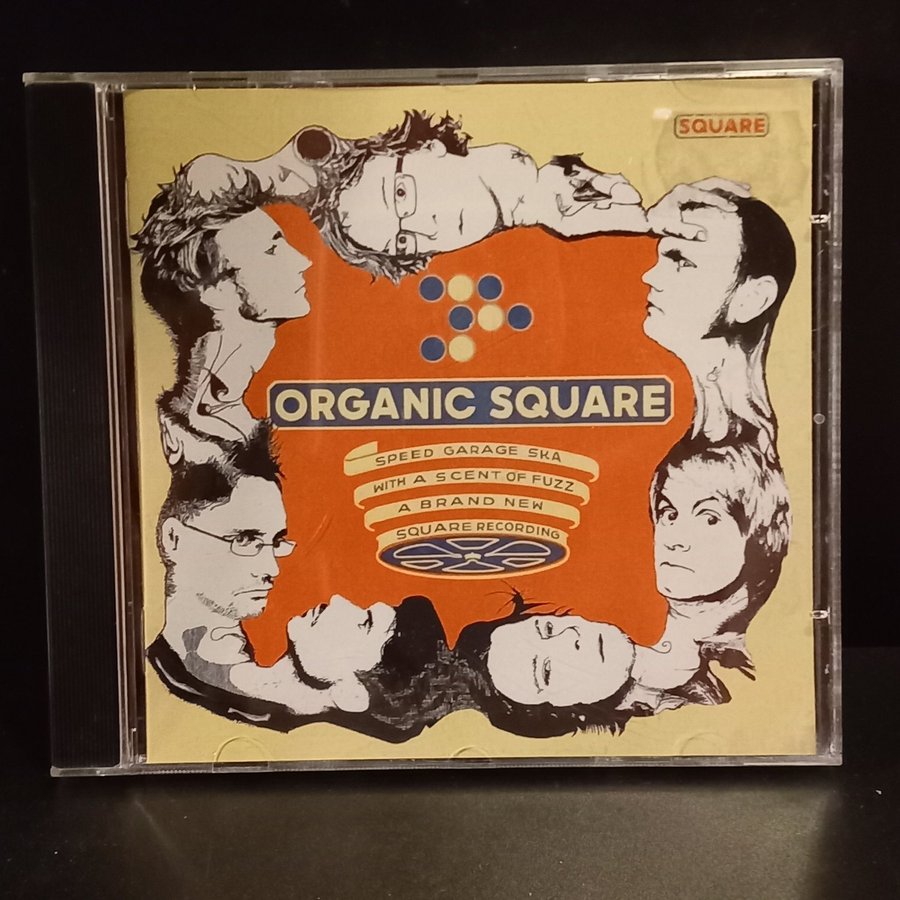 SQUARE
ORGANIC SQUARE
SPEED GARAGE SKA
WITH A SCENT OF FUZZ
A BRAND NEW
SQUARE RECORDING